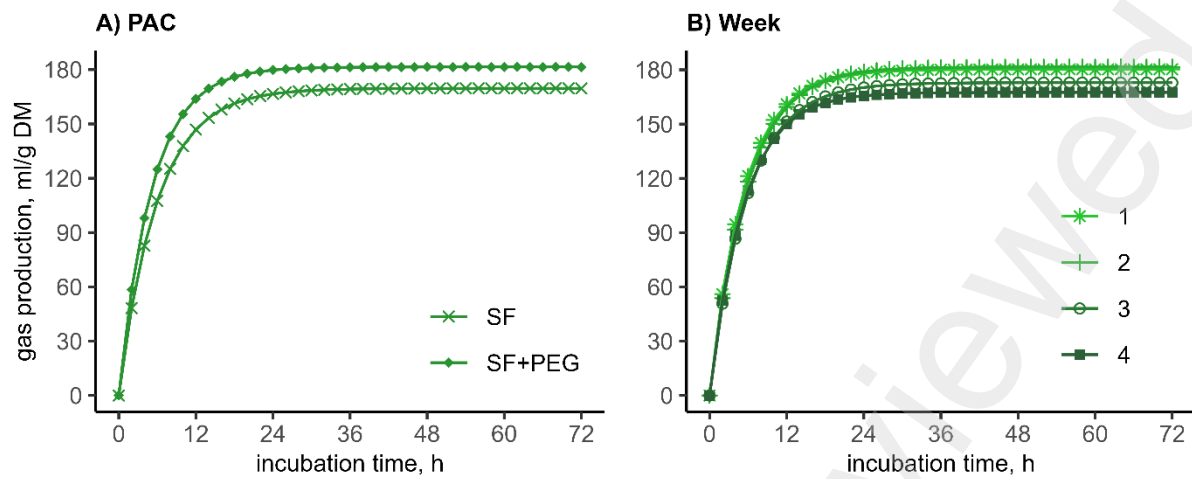 A) PAC
gas production, ml/g DM
180
150
120
90
60
30
0
SF
SF+PEG
0 12 24 36 48 60 72
incubation time, h
B) Week
180
150
120
90
60
30
0
1
2
3
4
0 12 24 36 48 60 72
incubation time, h
viewed